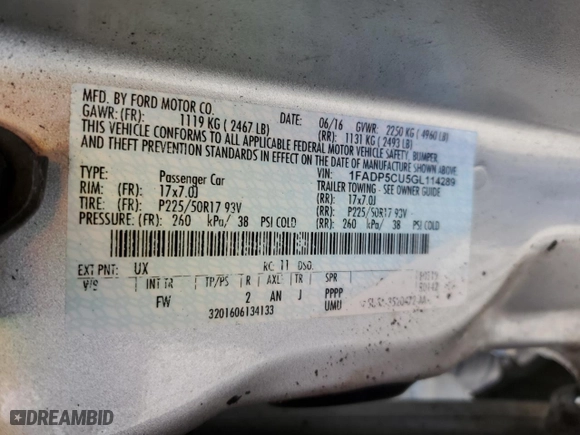 MFD. BY FORD MOTOR CO.
DATE: 06/16 GVWR: 2250 KG ( 4960 LB)
GAWR: (FR): 1119 KG ( 2467 LB) (RR): 1131 KG ( 2493 LB)
THIS VEHICLE CONFORMS TO ALL APPLICABLE FEDERAL MOTOR VEHICLE SAFETY, BUMPER,
AND THEFT PREVENTION STANDARDS IN EFFECT ON THE DATE OF MANUFACTURE SHOWN ABOVE
VIN: 1FADP5CU5GL114289
TYPE: Passenger Car TRAILER TOWING - SEE OWNER GUIDE
RIM: (FR): 17x7.0J (RR): 17x7.0J
TIRE: (FR): P225/50R17 93V (RR): P225/50R17 93V
PRESSURE: (FR): 260 kPa/ 38 PSI COLD (RR): 260 kPa/ 38 PSI COLD
EXT PNT: UX RC 11 DSO:
INT TR TP/PS R AXL TR SPR
FW 2 AN J PPPP
UMU
3201606134133
DREAMBID